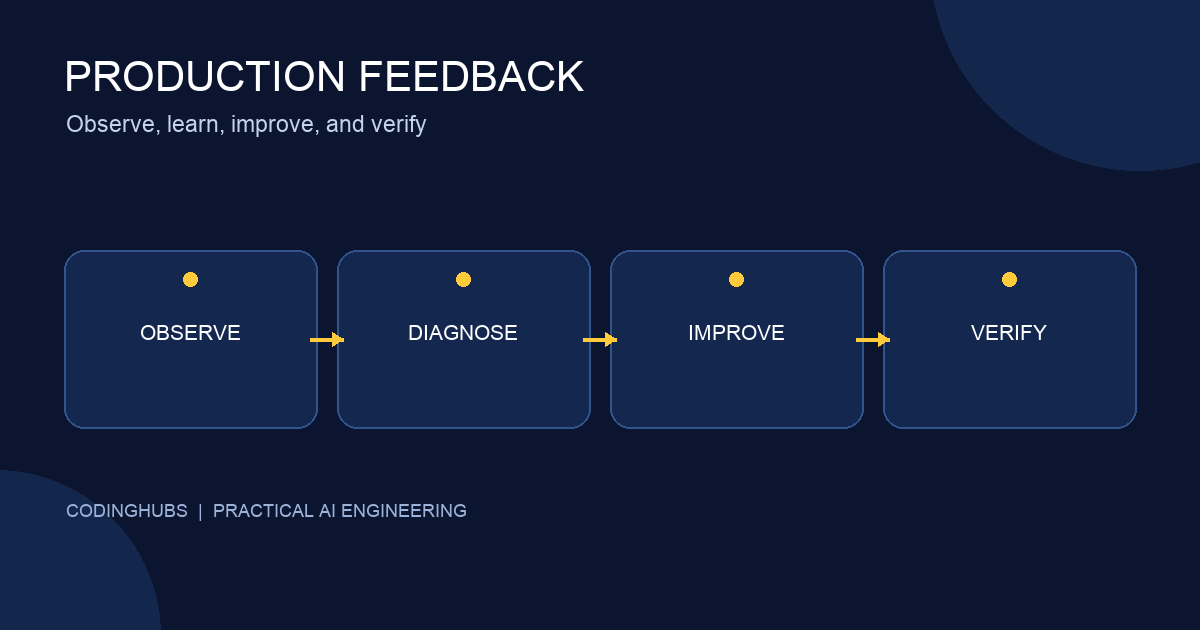 PRODUCTION FEEDBACK
Observe, learn, improve, and verify
OBSERVE
DIAGNOSE
IMPROVE
VERIFY
CODINGHUBS | PRACTICAL AI ENGINEERING